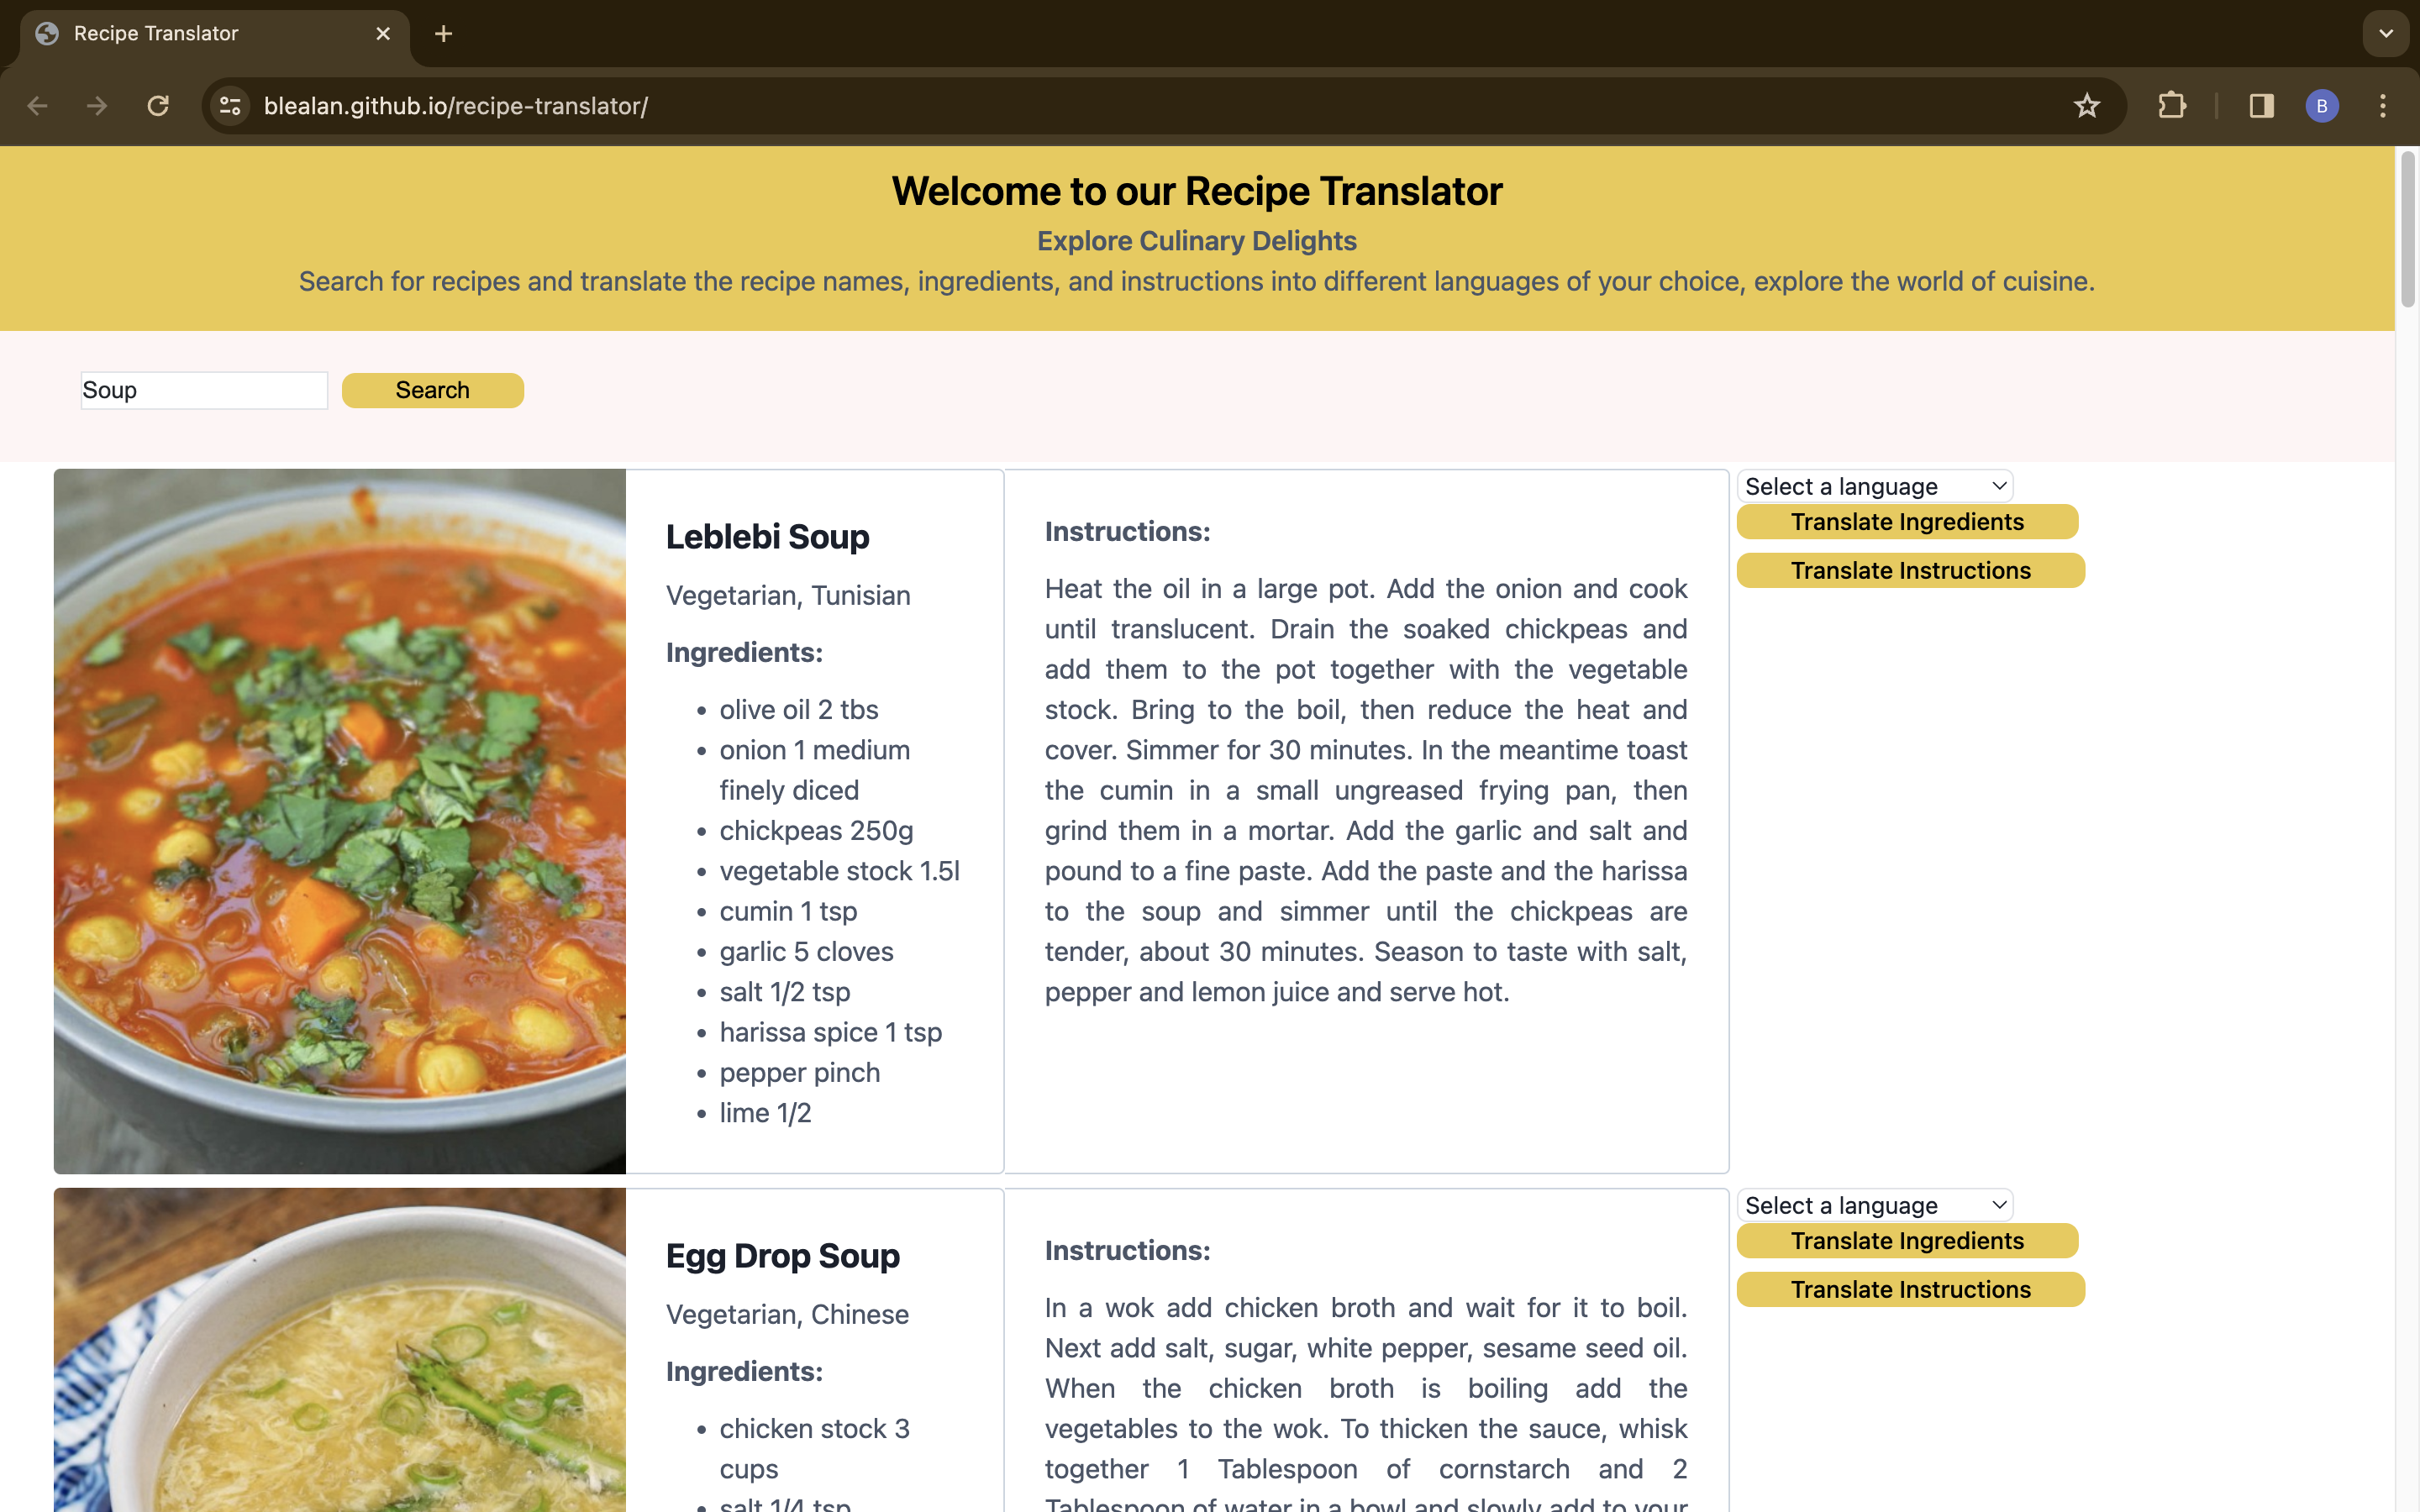 Recipe Translator
blealan.github.io/recipe-translator/
B
Welcome to our Recipe Translator
Explore Culinary Delights
Search for recipes and translate the recipe names, ingredients, and instructions into different languages of your choice, explore the world of cuisine.
Soup
Search
Leblebi Soup
Vegetarian, Tunisian
Ingredients:
olive oil 2 tbs
onion 1 medium
finely diced
chickpeas 250g
vegetable stock 1.5l
cumin 1 tsp
garlic 5 cloves
salt 1/2 tsp
harissa spice 1 tsp
pepper pinch
lime 1/2
Instructions:
Heat the oil in a large pot. Add the onion and cook
until translucent. Drain the soaked chickpeas and
add them to the pot together with the vegetable
stock. Bring to the boil, then reduce the heat and
cover. Simmer for 30 minutes. In the meantime toast
the cumin in a small ungreased frying pan, then
grind them in a mortar. Add the garlic and salt and
pound to a fine paste. Add the paste and the harissa
to the soup and simmer until the chickpeas are
tender, about 30 minutes. Season to taste with salt,
pepper and lemon juice and serve hot.
Select a language
Translate Ingredients
Translate Instructions
Egg Drop Soup
Vegetarian, Chinese
Ingredients:
chicken stock 3
cups
salt 1/4 tsp
Instructions:
In a wok add chicken broth and wait for it to boil.
Next add salt, sugar, white pepper, sesame seed oil.
When the chicken broth is boiling add the
vegetables to the wok. To thicken the sauce, whisk
together 1 Tablespoon of cornstarch and 2
Tablespoon of water in a bowl and slowly add to your
Select a language
Translate Ingredients
Translate Instructions